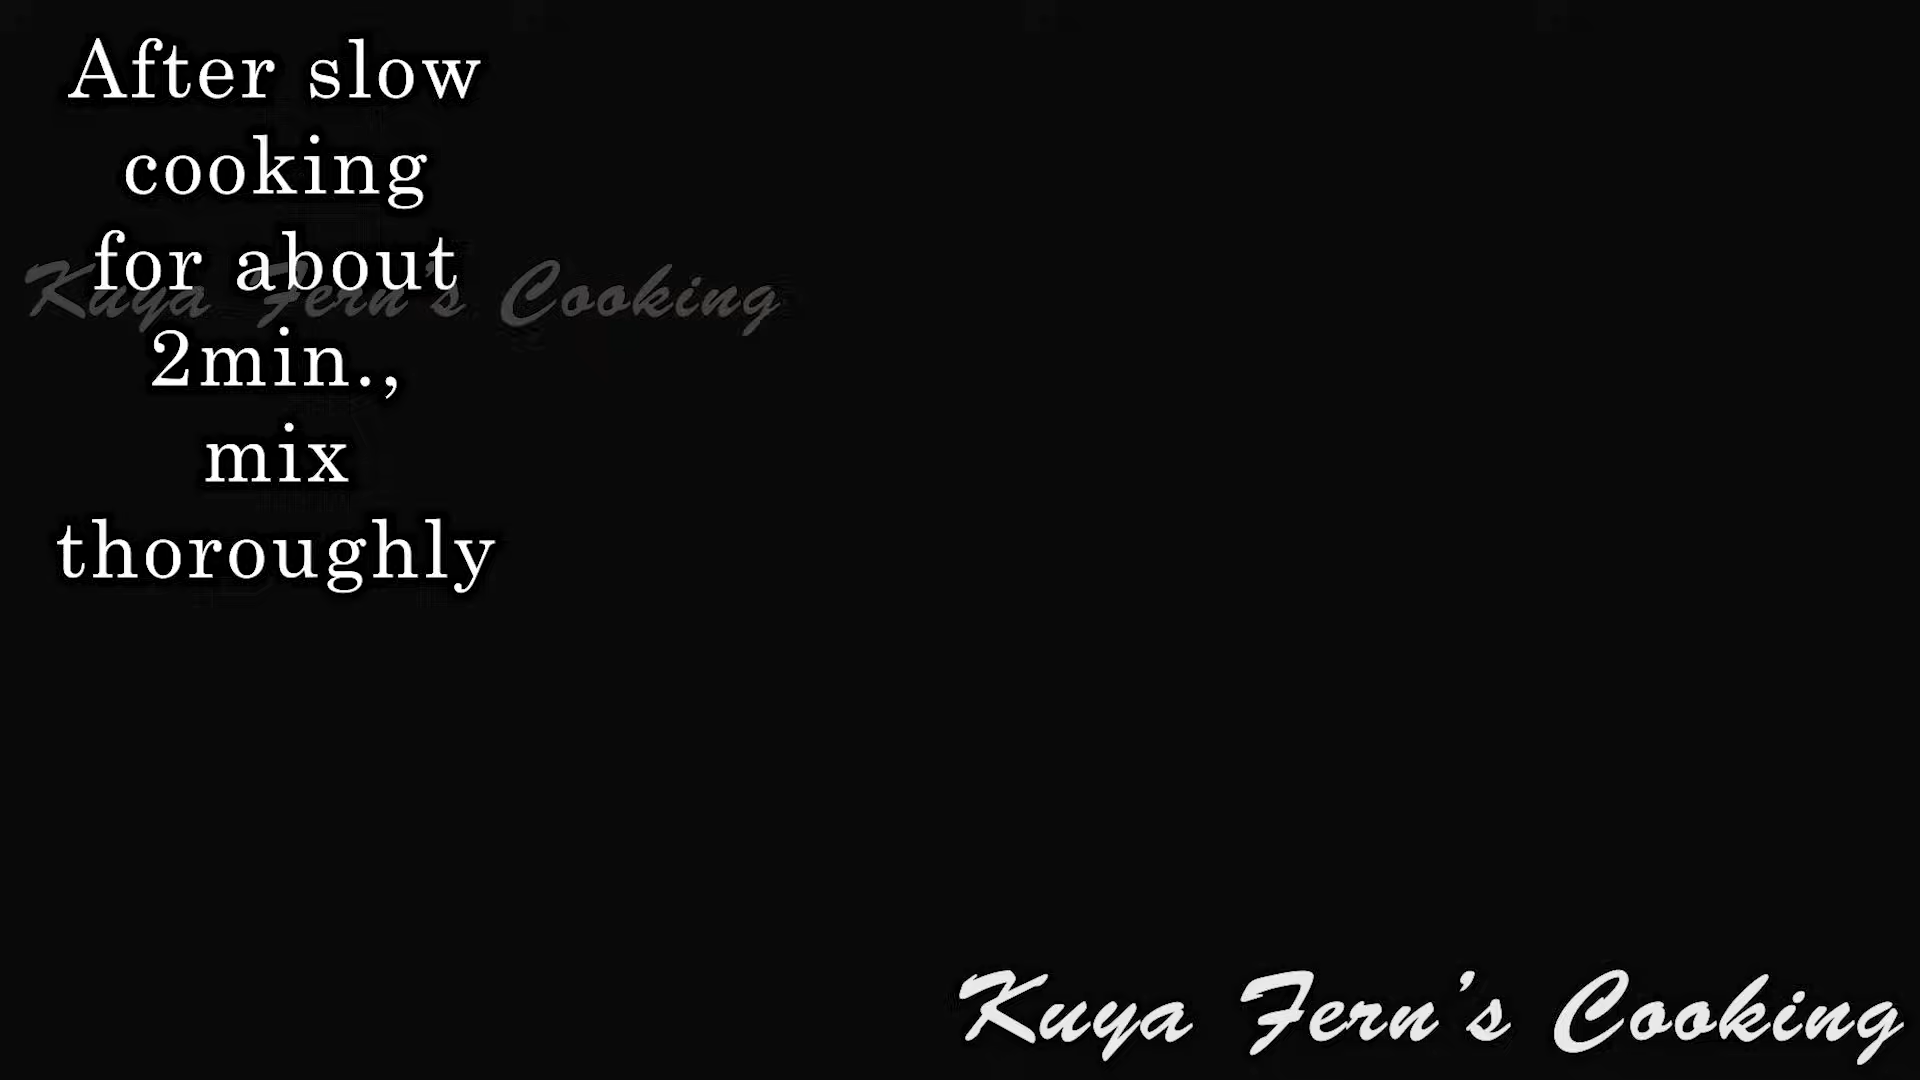 After slow
cooking
for about
Kuya Fern's Cooking
2min.,
mix
thoroughly
Kuya Fern's Cooking